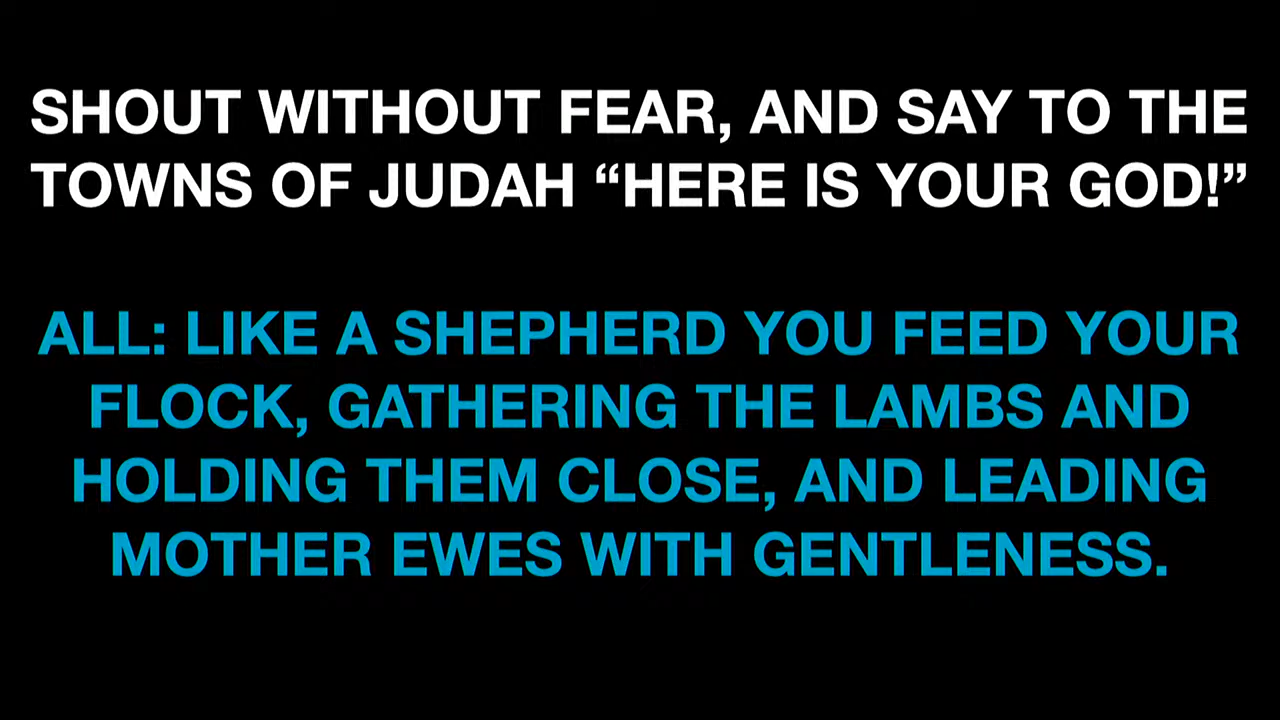 SHOUT WITHOUT FEAR, AND SAY TO THE
TOWNS OF JUDAH “HERE IS YOUR GOD!”
ALL: LIKE A SHEPHERD YOU FEED YOUR
FLOCK, GATHERING THE LAMBS AND
HOLDING THEM CLOSE, AND LEADING
MOTHER EWES WITH GENTLENESS.